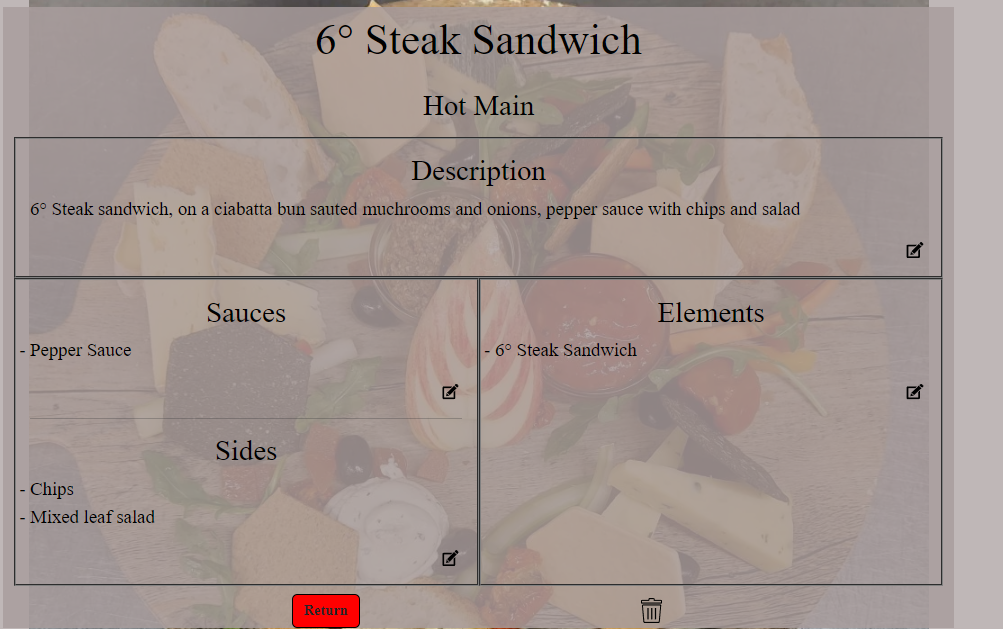 6° Steak Sandwich
Hot Main
Description
6° Steak sandwich, on a ciabatta bun sauted muchrooms and onions, pepper sauce with chips and salad
Sauces
- Pepper Sauce
Sides
- Chips
- Mixed leaf salad
Elements
- 6° Steak Sandwich
Return